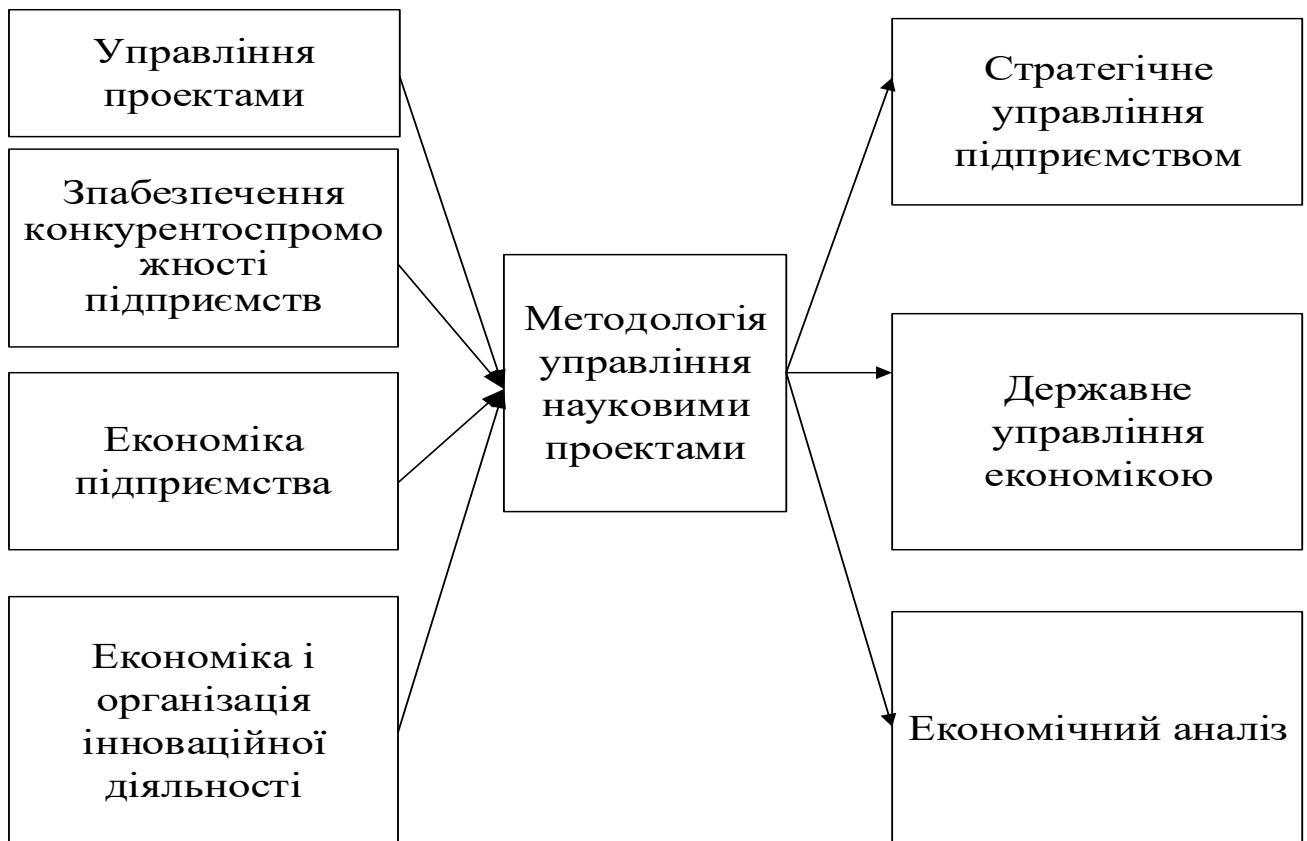 Управління
проектами
Зпабезпечення
конкурентоспромо
жності
підприємств
Економіка
підприємства
Економіка і
організація
інноваційної
діяльності
Методологія
управління
науковими
проектами
Стратегічне
управління
підприємством
Державне
управління
економікою
Економічний аналіз